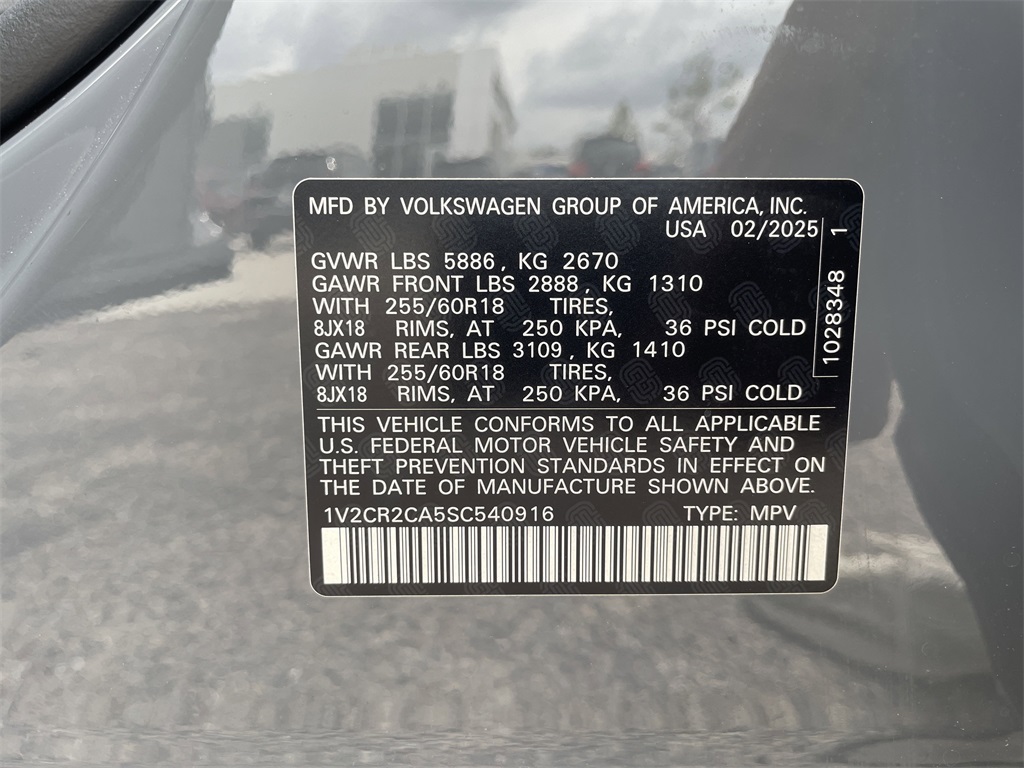 MFD BY VOLKSWAGEN GROUP OF AMERICA, INC.
USA 02/2025
GVWR LBS 5886, KG 2670
GAWR FRONT LBS 2888, KG 1310
WITH 255/60R18 TIRES,
8JX18 RIMS, AT 250 KPA, 36 PSI COLD
GAWR REAR LBS 3109, KG 1410
WITH 255/60R18 TIRES,
8JX18 RIMS, AT 250 KPA, 36 PSI COLD
1028348 1
THIS VEHICLE CONFORMS TO ALL APPLICABLE
U.S. FEDERAL MOTOR VEHICLE SAFETY AND
THEFT PREVENTION STANDARDS IN EFFECT ON
THE DATE OF MANUFACTURE SHOWN ABOVE.
1V2CR2CA5SC540916 TYPE: MPV